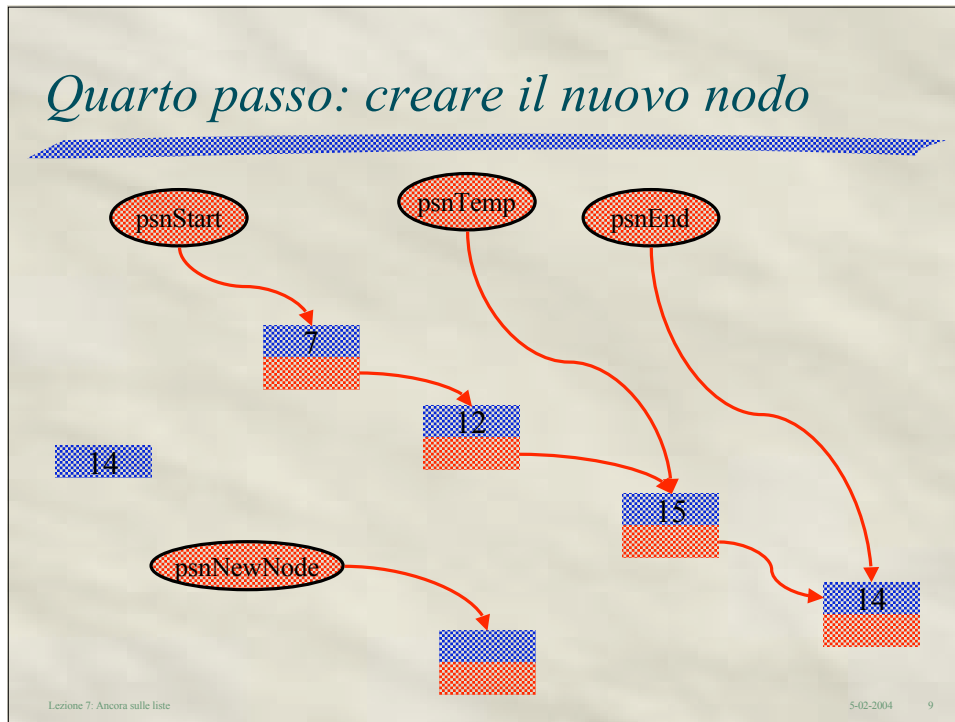 Quarto passo: creare il nuovo nodo
psnStart
psnTemp
psnEnd
7
12
14
15
psnNewNode
14
Lezione 7: Ancora sulle liste
5-02-2004
9